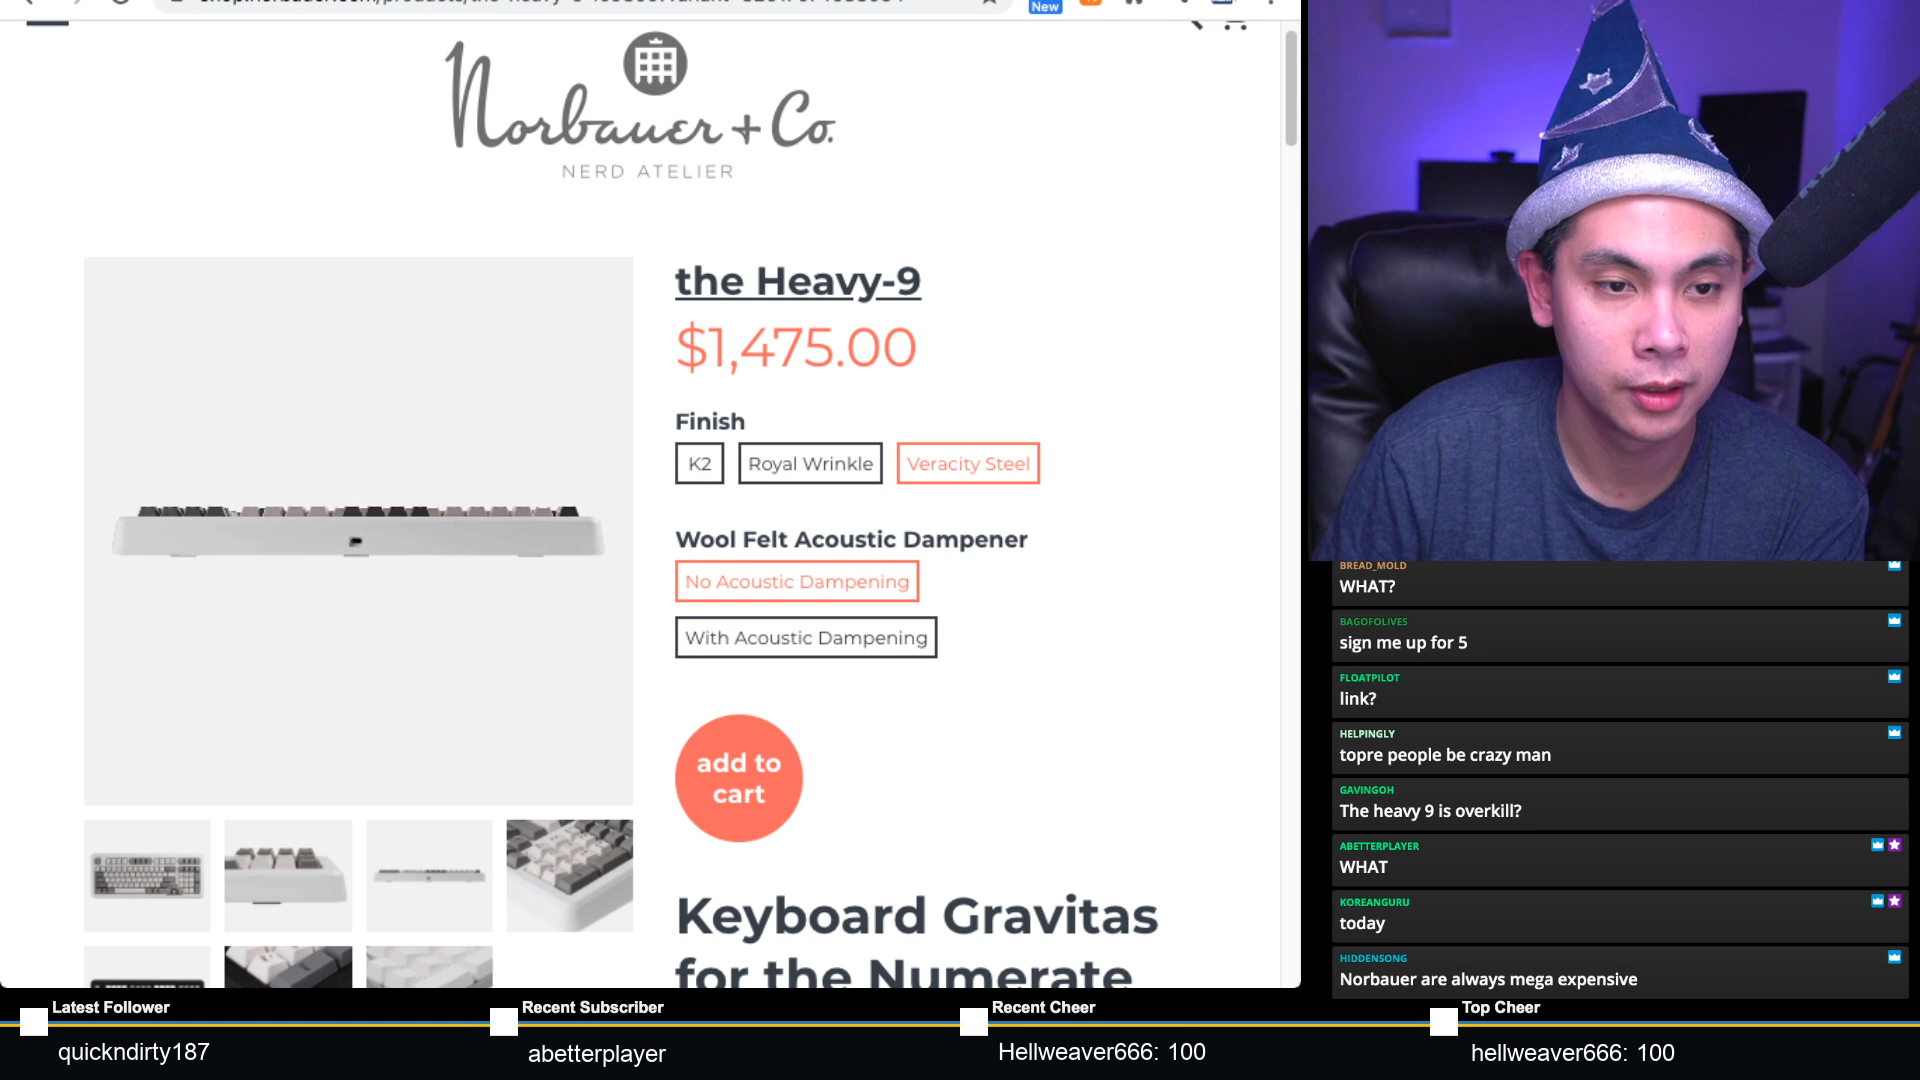 New
Norbauer + Co.
NERD ATELIER
the Heavy-9
$1,475.00
Finish
K2
Royal Wrinkle
Veracity Steel
Wool Felt Acoustic Dampener
No Acoustic Dampening
With Acoustic Dampening
add to
cart
Keyboard Gravitas
for the Numerate
BREAD_MOLD
WHAT?
BAGOFOLIVES
sign me up for 5
FLOATPILOT
link?
HELPINGLY
topre people be crazy man
GAVINGOH
The heavy 9 is overkill?
ABETTERPLAYER
WHAT
KOREANGURU
today
HIDDENSONG
Norbauer are always mega expensive
Latest Follower
quickndirty187
Recent Subscriber
abetterplayer
Recent Cheer
Hellweaver666: 100
Top Cheer
hellweaver666: 100